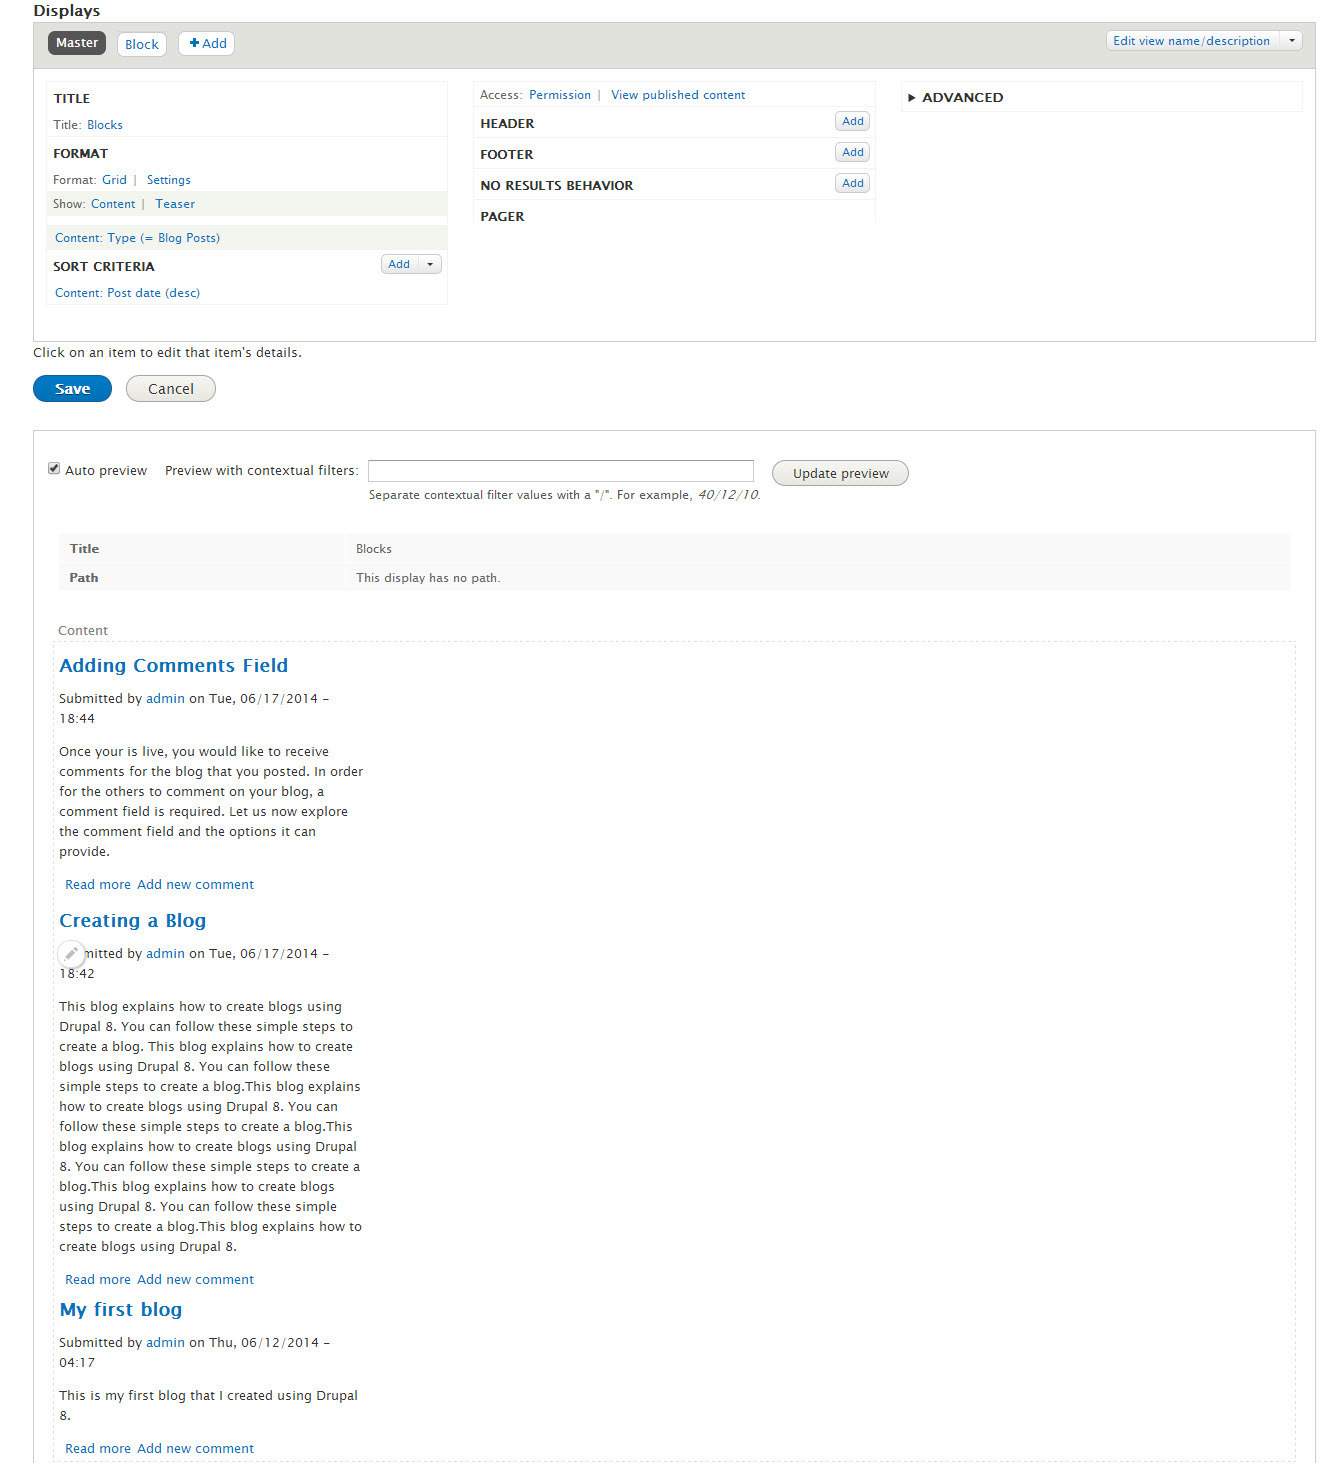 Displays
Master Block Add Edit view name/description
TITLE
Title: Blocks
FORMAT
Format: Grid | Settings
Show: Content | Teaser
Content: Type (= Blog Posts)
SORT CRITERIA Add
Content: Post date (desc)
Access: Permission | View published content
HEADER Add
FOOTER Add
NO RESULTS BEHAVIOR Add
PAGER
ADVANCED
Click on an item to edit that item's details.
Save Cancel
Auto preview Preview with contextual filters: Update preview
Separate contextual filter values with a "/". For example, 40/12/10.
Title Blocks
Path This display has no path.
Content
Adding Comments Field
Submitted by admin on Tue, 06/17/2014 -
18:44
Once your is live, you would like to receive
comments for the blog that you posted. In order
for the others to comment on your blog, a
comment field is required. Let us now explore
the comment field and the options it can
provide.
Read more Add new comment
Creating a Blog
mitted by admin on Tue, 06/17/2014 -
18:42
This blog explains how to create blogs using
Drupal 8. You can follow these simple steps to
create a blog. This blog explains how to create
blogs using Drupal 8. You can follow these
simple steps to create a blog.This blog explains
how to create blogs using Drupal 8. You can
follow these simple steps to create a blog.This
blog explains how to create blogs using Drupal
8. You can follow these simple steps to create a
blog.This blog explains how to create blogs
using Drupal 8. You can follow these simple
steps to create a blog.This blog explains how to
create blogs using Drupal 8.
Read more Add new comment
My first blog
Submitted by admin on Thu, 06/12/2014 -
04:17
This is my first blog that I created using Drupal
8.
Read more Add new comment